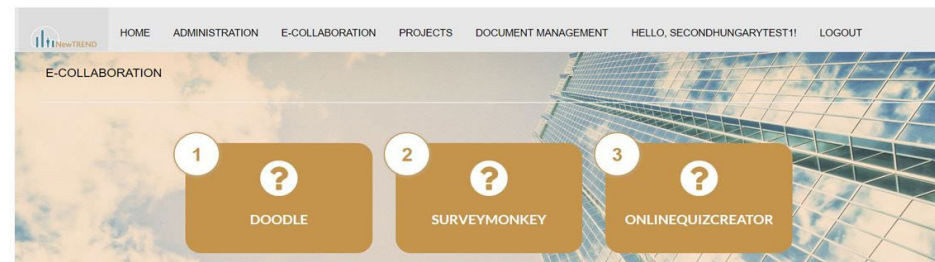 NewTREND
HOME ADMINISTRATION E-COLLABORATION PROJECTS DOCUMENT MANAGEMENT HELLO, SECONDHUNGARYTEST1! LOGOUT
E-COLLABORATION
1 2 3
? ? ?
DOODLE SURVEYMONKEY ONLINEQUIZCREATOR